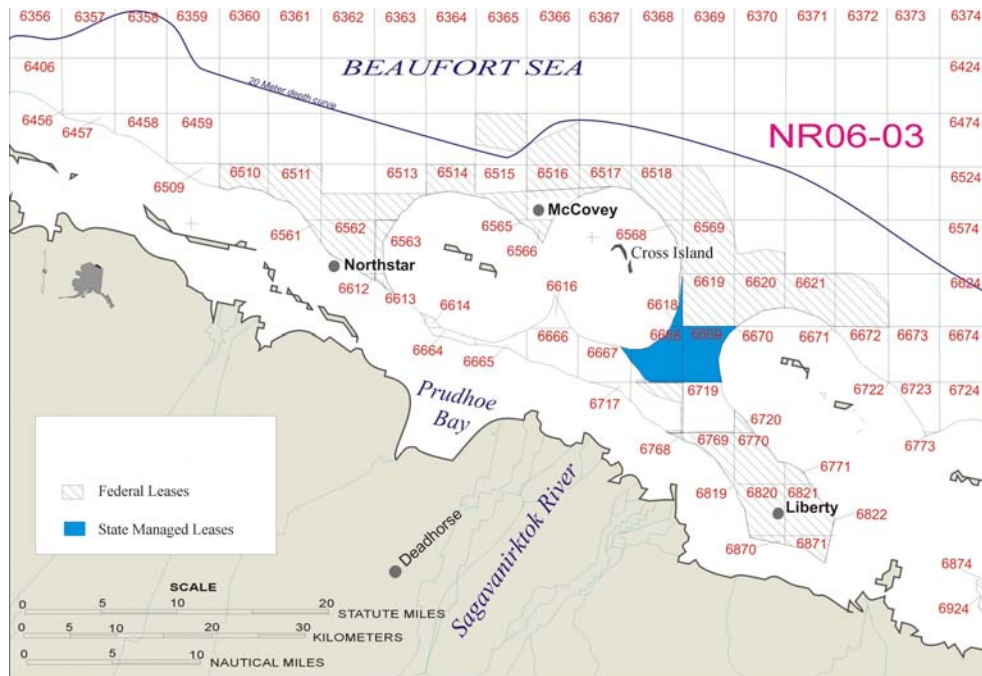 6356 6357 6358 6359 6360 6361 6362 6363 6364 6365 6366 6367 6368 6369 6370 6371 6372 6373 6374
BEAUFORT SEA
6406 6424
20 Meter depth curve
6456 6457 6458 6459 6474
NR06-03
6509 6510 6511 6513 6514 6515 6516 6517 6518 6524
McCovey
6561 6562 6563 6565 6566 6568 6569 6574
Cross Island
Northstar
6612 6613 6614 6616 6618 6619 6620 6621 6624
6664 6665 6666 6667 6668 6669 6670 6671 6672 6673 6674
Prudhoe
Bay
6717 6719 6720 6722 6723 6724
6768 6769 6770 6771 6773
Federal Leases
State Managed Leases
6819 6820 6821 6822
Liberty
6870 6871 6874
Deadhorse
Sagavanirktok River
6924
SCALE
0 5 10 20
STATUTE MILES
0 5 10 20 30
KILOMETERS
0 5 10
NAUTICAL MILES